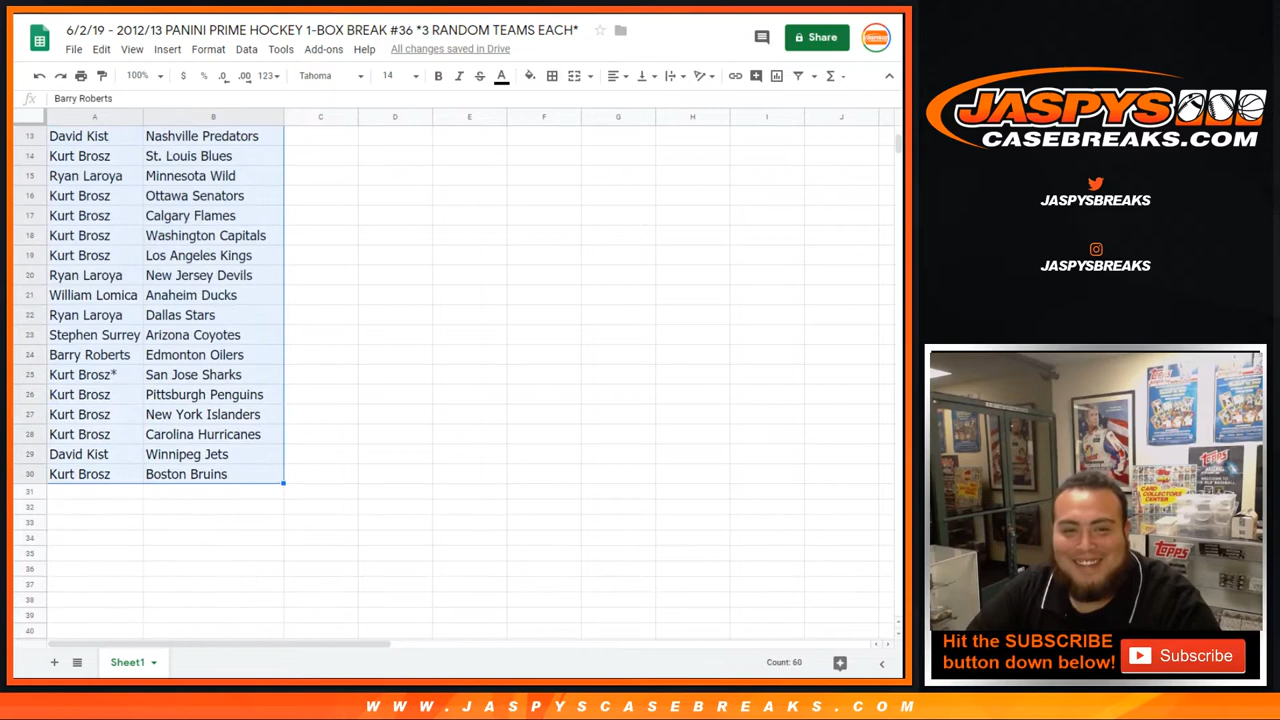 6/2/19 - 2012/13 PANINI PRIME HOCKEY 1-BOX BREAK #36 *3 RANDOM TEAMS EACH*
File Edit View Insert Format Data Tools Add-ons Help All changes saved in Drive
Share
100% $ % .0 .00 123 Tahoma 14 B I S A
fx Barry Roberts
A B C D E F G H I J
13 David Kist Nashville Predators
14 Kurt Brosz St. Louis Blues
15 Ryan Laroya Minnesota Wild
16 Kurt Brosz Ottawa Senators
17 Kurt Brosz Calgary Flames
18 Kurt Brosz Washington Capitals
19 Kurt Brosz Los Angeles Kings
20 Ryan Laroya New Jersey Devils
21 William Lomica Anaheim Ducks
22 Ryan Laroya Dallas Stars
23 Stephen Surrey Arizona Coyotes
24 Barry Roberts Edmonton Oilers
25 Kurt Brosz* San Jose Sharks
26 Kurt Brosz Pittsburgh Penguins
27 Kurt Brosz New York Islanders
28 Kurt Brosz Carolina Hurricanes
29 David Kist Winnipeg Jets
30 Kurt Brosz Boston Bruins
31
32
33
34
35
36
37
38
39
40
Sheet1
Count: 60
JASPYS
CASEBREAKS.COM
JASPYSBREAKS
JASPYSBREAKS
topps
CARD
COLLECTORS
CENTER
topps
Hit the SUBSCRIBE
button down below!
Subscribe
WWW.JASPYSCASEBREAKS.COM